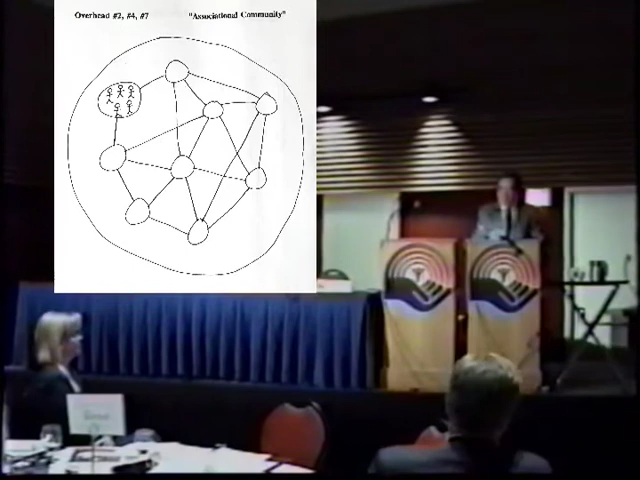 Overhead #2, #4, #7 "Associational Community"